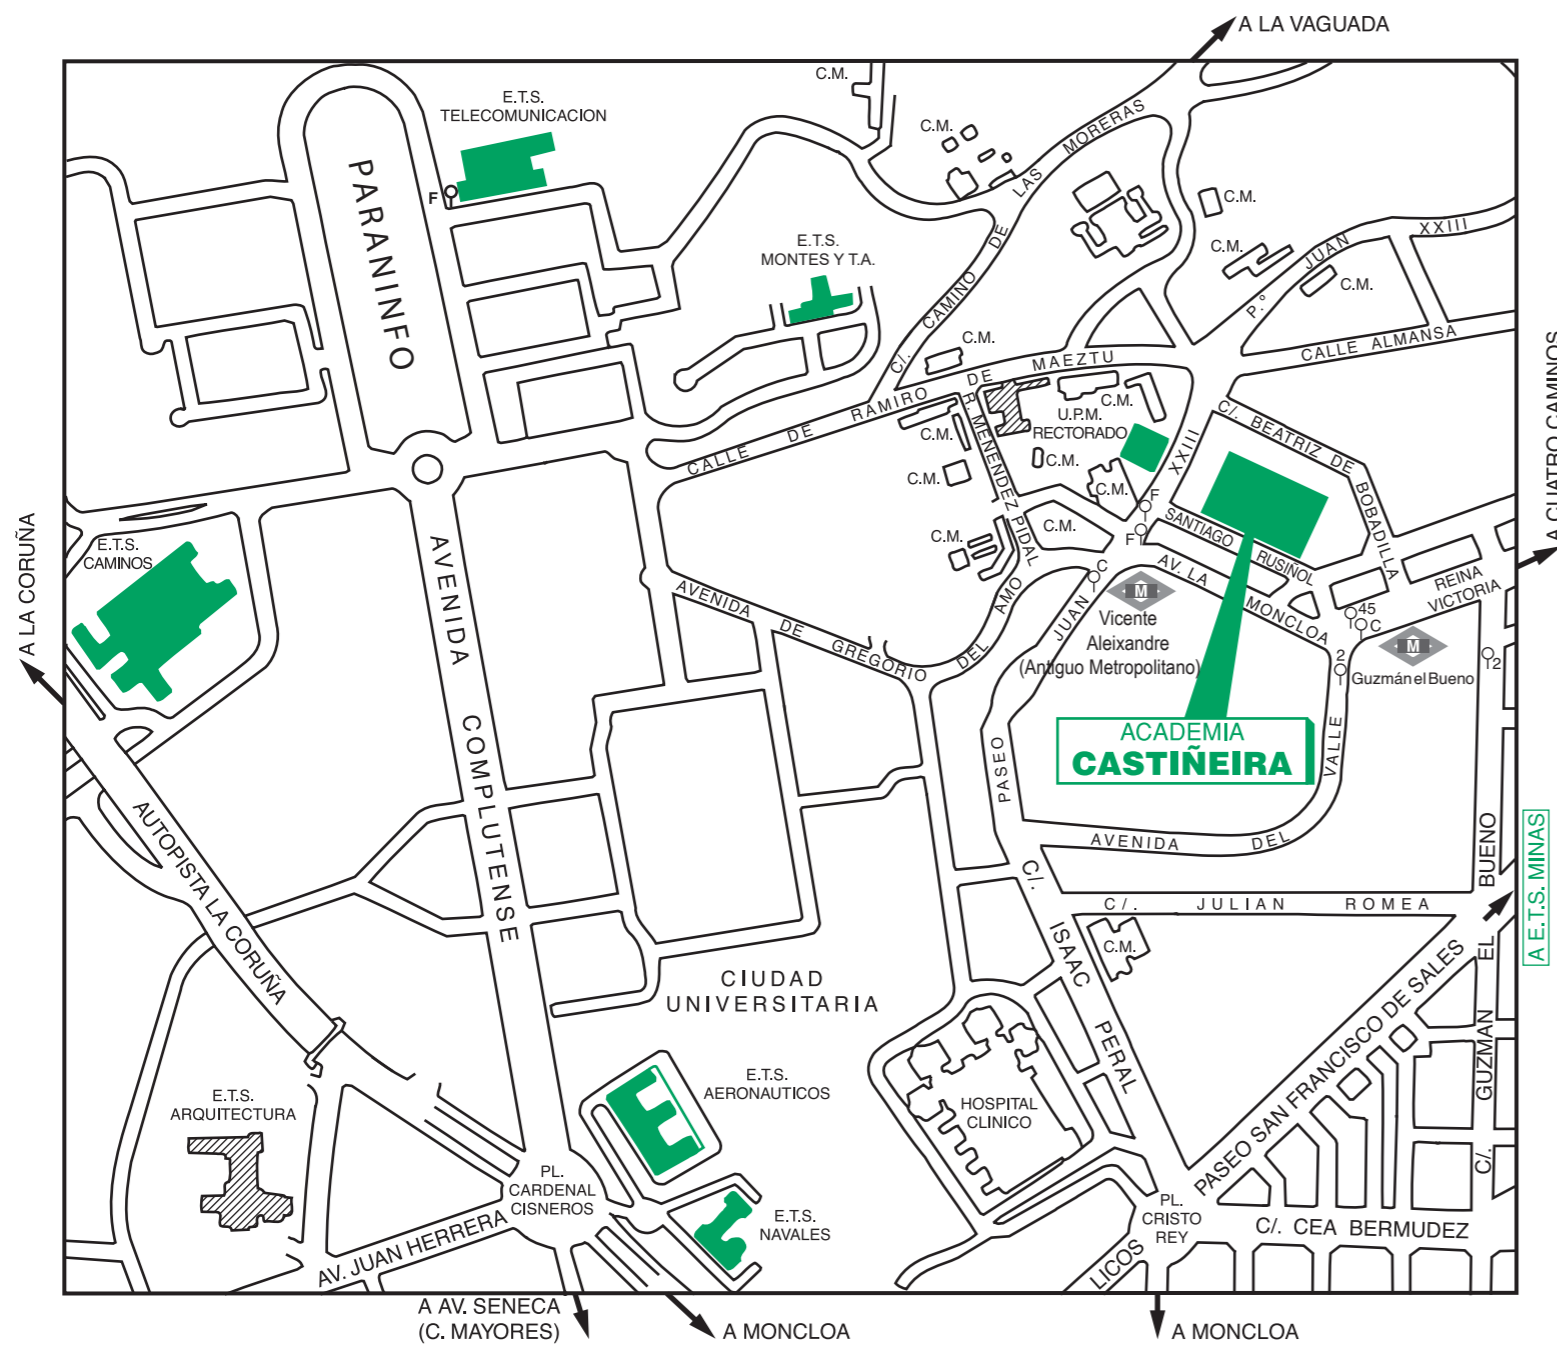 A LA VAGUADA
C.M.
E.T.S.
TELECOMUNICACION
F
PARANINFO
C.M.
C/. CAMINO DE LAS MORERAS
C.M.
C.M.
P.º JUAN XXIII
C.M.
E.T.S.
MONTES Y T.A.
CALLE ALMANSA
A CUATRO CAMINOS
C.M.
CALLE DE RAMIRO DE MAEZTU
C.M.
U.P.M.
RECTORADO
C.M.
C.M.
C.M.
C.M.
R. MENENDEZ PIDAL
C.M.
C.M.
XXIII
C/. BEATRIZ DE BOBADILLA
F
F
SANTIAGO RUSIÑOL
AV. LA MONCLOA
C
M
Vicente
Aleixandre
(Antiguo Metropolitano)
45
C
2
REINA
VICTORIA
M
Guzmán el Bueno
2
A LA CORUÑA
E.T.S.
CAMINOS
AVENIDA COMPLUTENSE
AVENIDA DE GREGORIO DEL AMO
PASEO JUAN
ACADEMIA
CASTIÑEIRA
AVENIDA DEL VALLE
AUTOPISTA LA CORUÑA
C/. JULIAN ROMEA
C/. ISAAC PERAL
C.M.
C/. GUZMAN EL BUENO
A E.T.S. MINAS
CIUDAD
UNIVERSITARIA
PASEO SAN FRANCISCO DE SALES
E.T.S.
AERONAUTICOS
HOSPITAL
CLINICO
E.T.S.
ARQUITECTURA
PL.
CARDENAL
CISNEROS
E.T.S.
NAVALES
PL.
CRISTO
REY
C/. CEA BERMUDEZ
AV. JUAN HERRERA
LICOS
A AV. SENECA
(C. MAYORES)
A MONCLOA
A MONCLOA